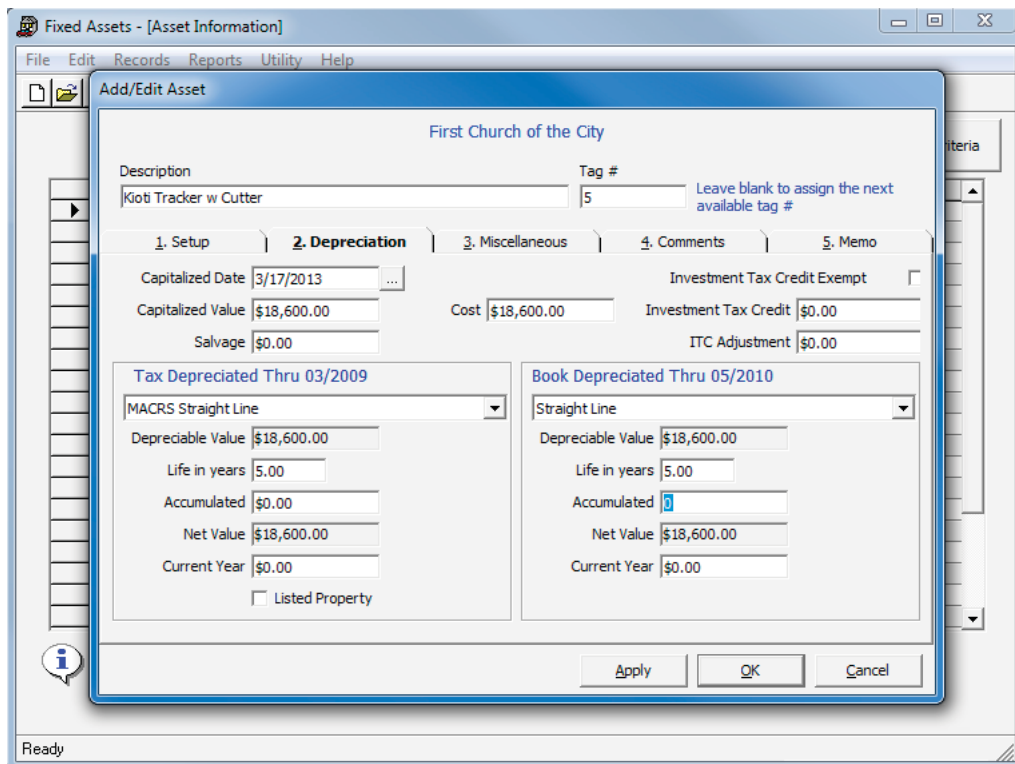 Fixed Assets - [Asset Information]
File Edit Records Reports Utility Help
Add/Edit Asset
First Church of the City
iteria
Description
Tag #
Kioti Tracker w Cutter
5
Leave blank to assign the next
available tag #
1. Setup
2. Depreciation
3. Miscellaneous
4. Comments
5. Memo
Capitalized Date 3/17/2013 ...
Investment Tax Credit Exempt
Capitalized Value $18,600.00
Cost $18,600.00
Investment Tax Credit $0.00
Salvage $0.00
ITC Adjustment $0.00
Tax Depreciated Thru 03/2009
MACRS Straight Line
Depreciable Value $18,600.00
Life in years 5.00
Accumulated $0.00
Net Value $18,600.00
Current Year $0.00
Listed Property
Book Depreciated Thru 05/2010
Straight Line
Depreciable Value $18,600.00
Life in years 5.00
Accumulated 0
Net Value $18,600.00
Current Year $0.00
Apply
OK
Cancel
Ready